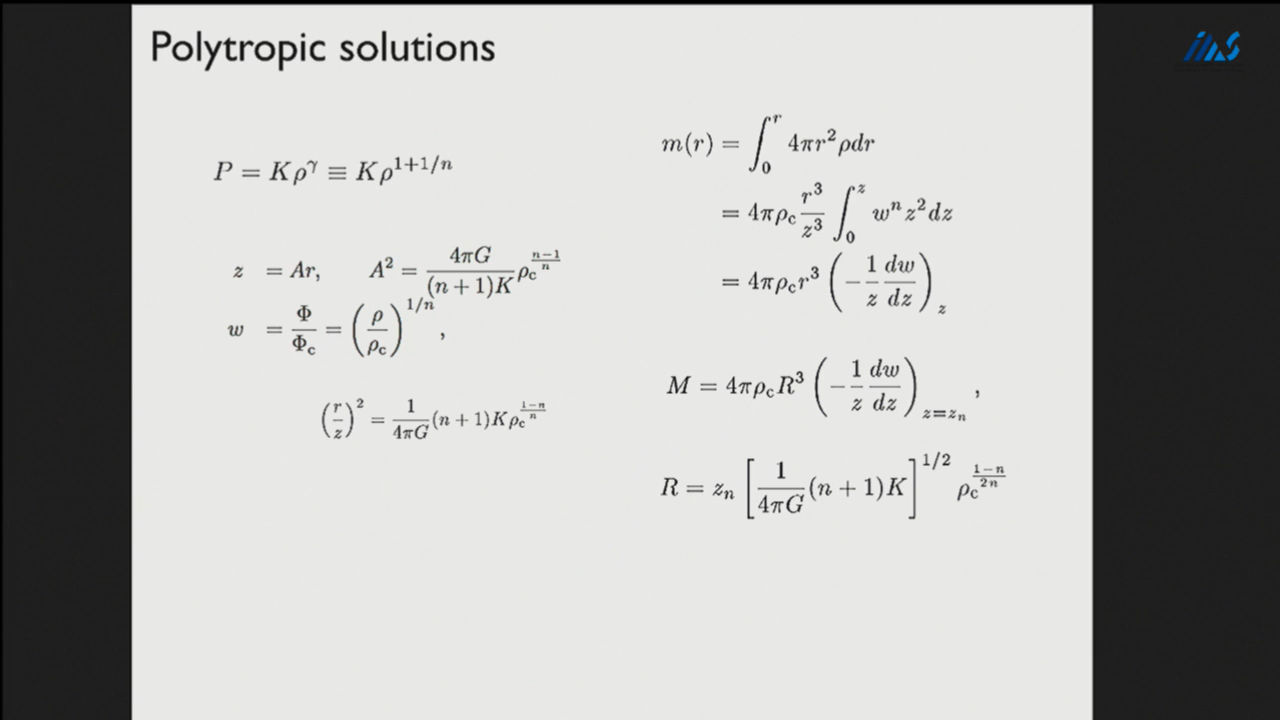 Polytropic solutions
P = Kρ^γ ≡ Kρ^{1+1/n}
z = Ar, A^2 = \frac{4πG}{(n+1)K} ρ_c^{\frac{n-1}{n}}
w = \frac{Φ}{Φ_c} = \left(\frac{ρ}{ρ_c}\right)^{1/n},
\left(\frac{r}{z}\right)^2 = \frac{1}{4πG}(n+1)Kρ_c^{\frac{1-n}{n}}
m(r) = \int_0^r 4πr^2ρdr
= 4πρ_c \frac{r^3}{z^3} \int_0^z w^n z^2 dz
= 4πρ_c r^3 \left(-\frac{1}{z}\frac{dw}{dz}\right)_z
M = 4πρ_c R^3 \left(-\frac{1}{z}\frac{dw}{dz}\right)_{z=z_n},
R = z_n \left[\frac{1}{4πG}(n+1)K\right]^{1/2} ρ_c^{\frac{1-n}{2n}}